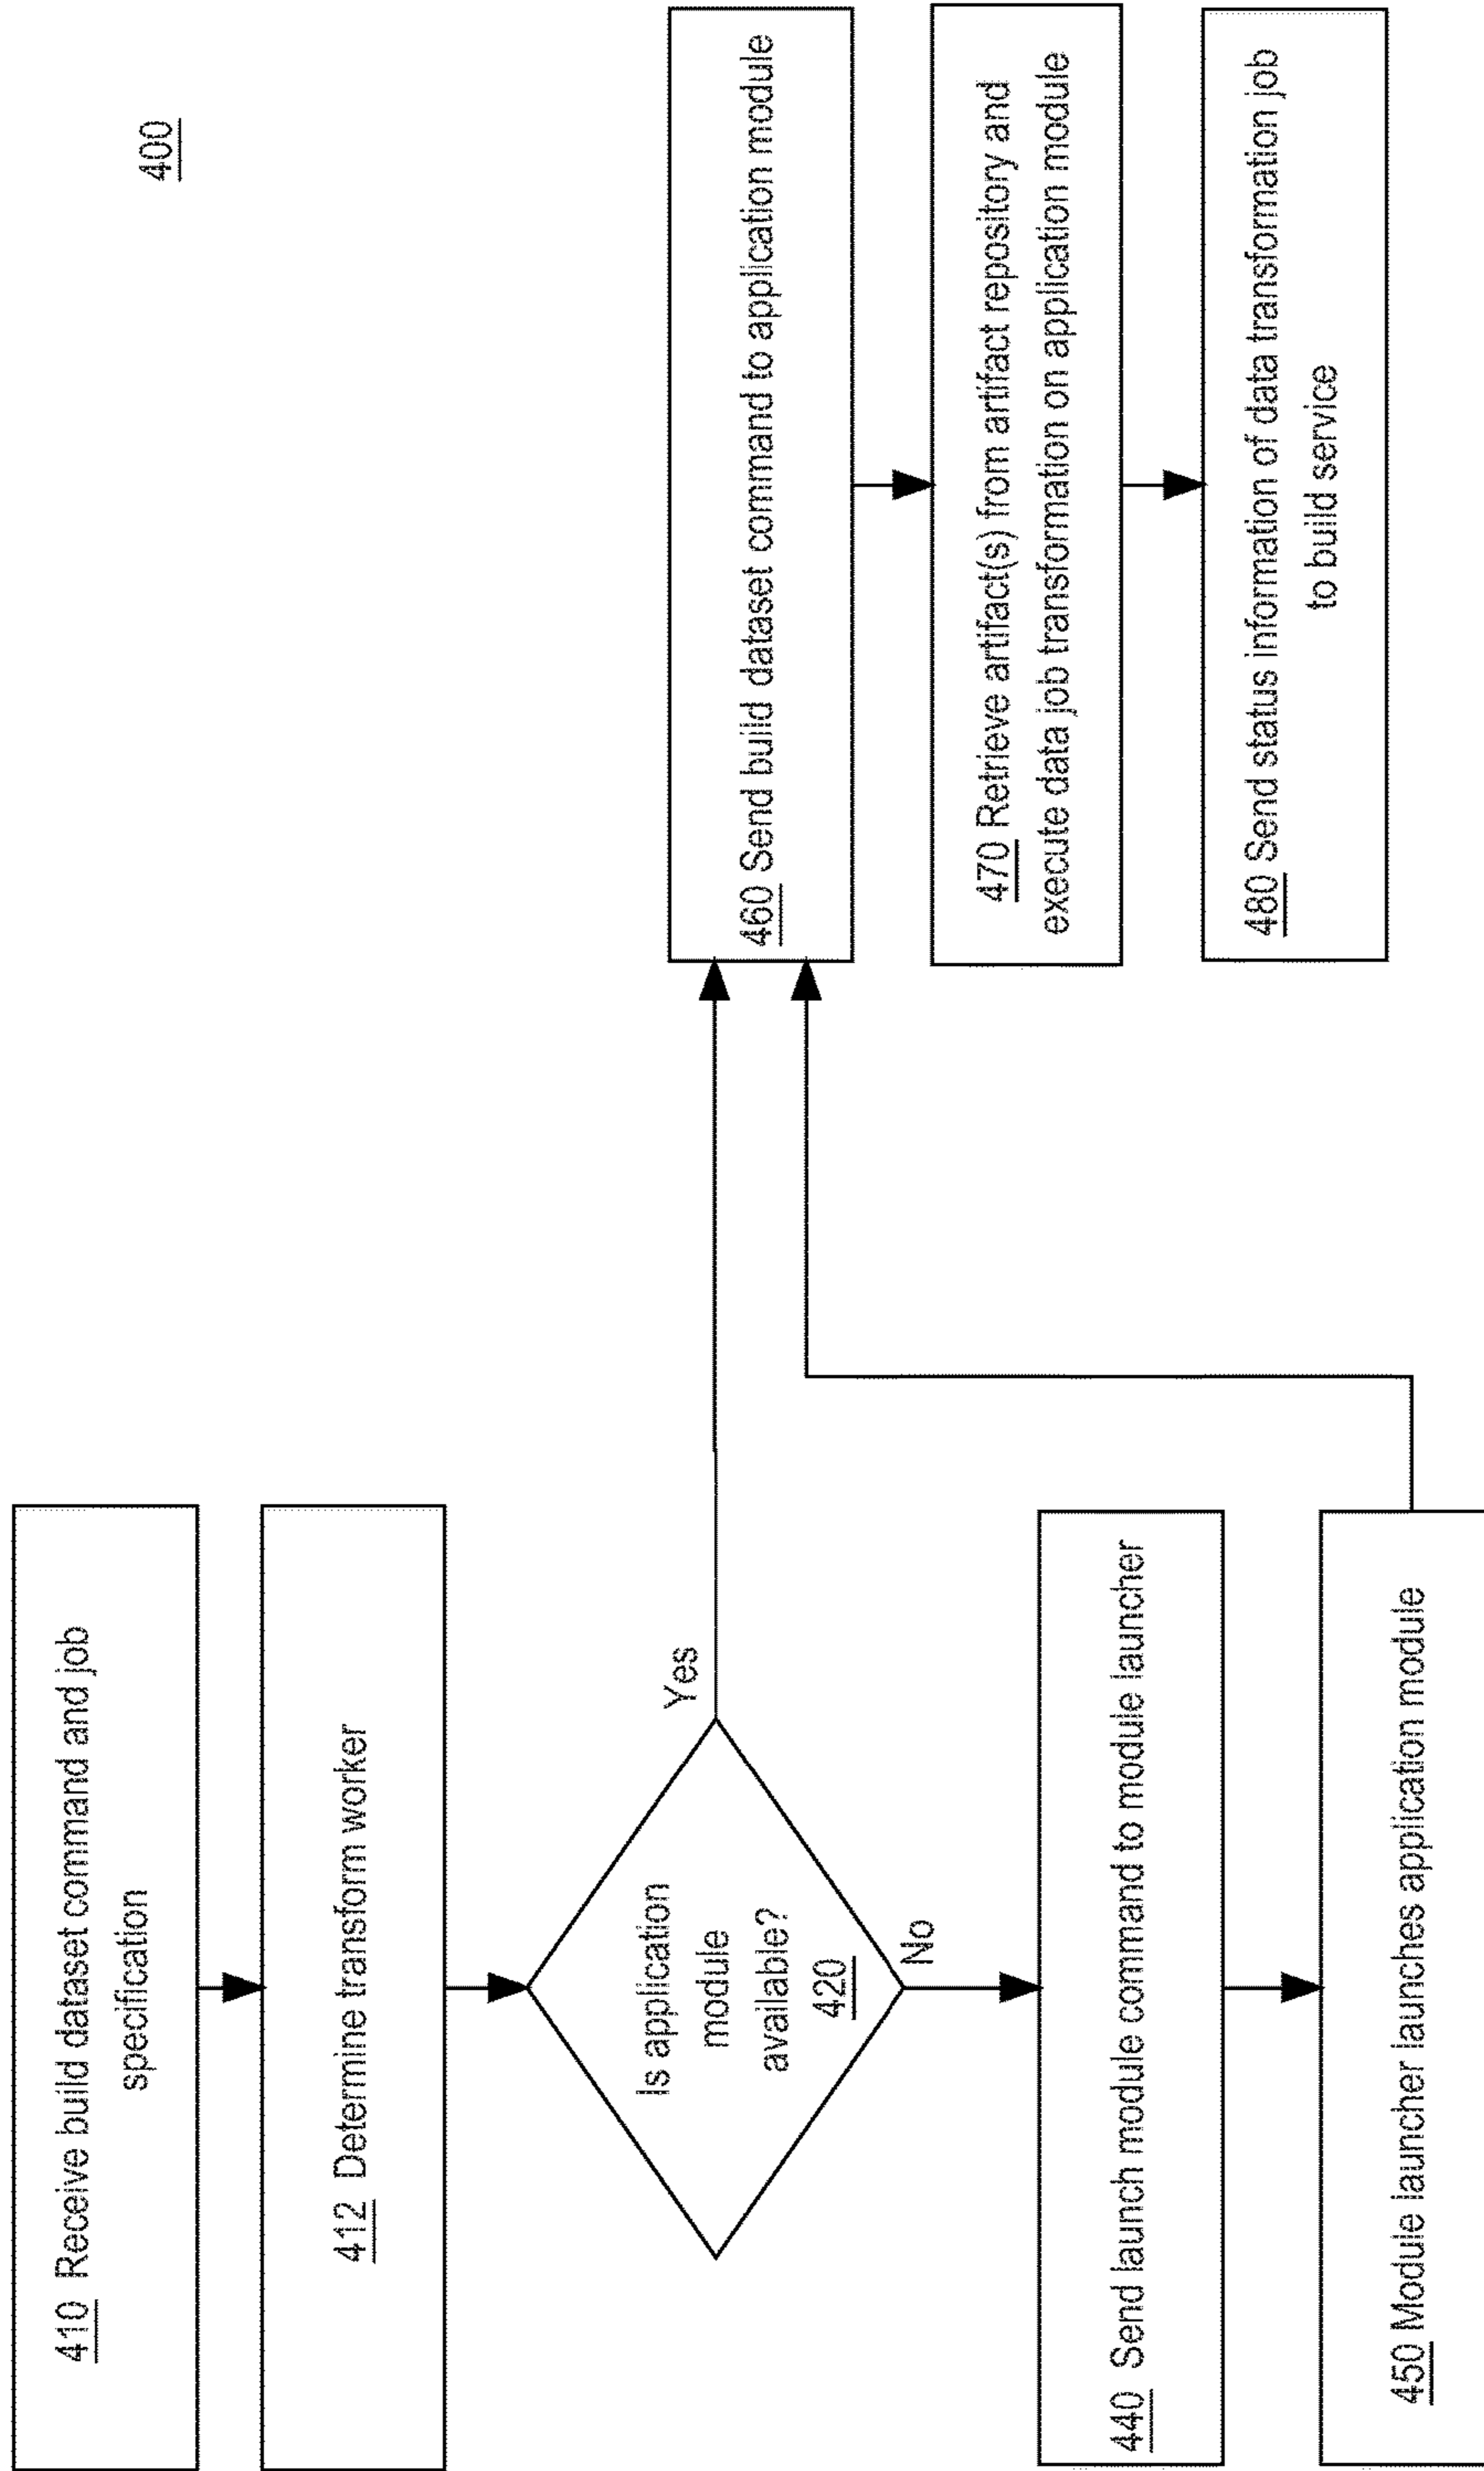 400
410 Receive build dataset command and job
specification
412 Determine transform worker
Is application
module
available?
420
Yes
No
440 Send launch module command to module launcher
450 Module launcher launches application module
460 Send build dataset command to application module
470 Retrieve artifact(s) from artifact repository and
execute data job transformation on application module
480 Send status information of data transformation job
to build service